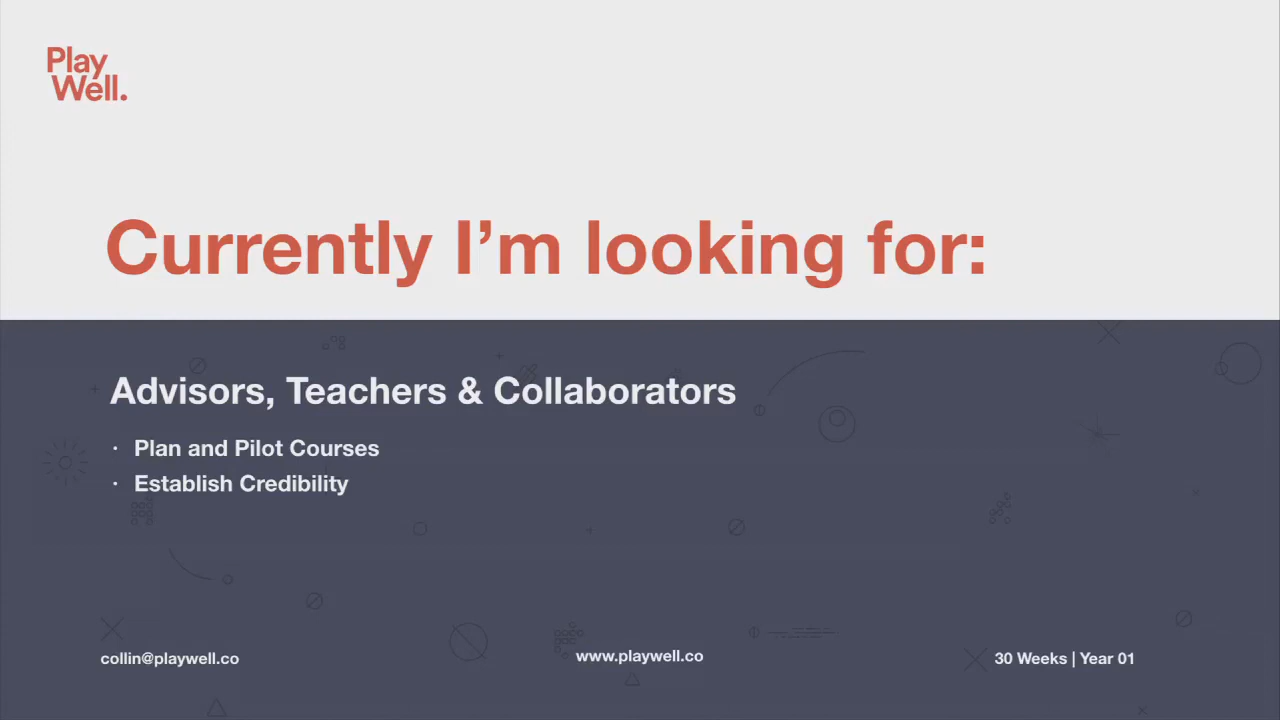 Play
Well.
Currently I’m looking for:
Advisors, Teachers & Collaborators
· Plan and Pilot Courses
· Establish Credibility
collin@playwell.co
www.playwell.co
30 Weeks | Year 01